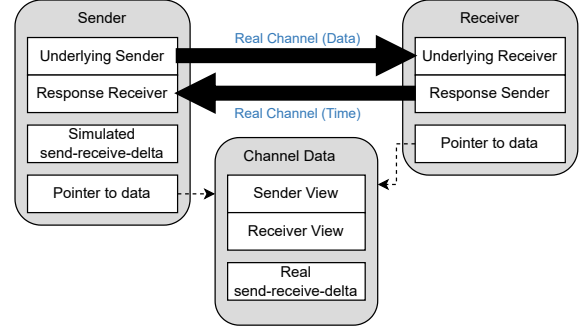 Sender
Underlying Sender
Response Receiver
Simulated
send-receive-delta
Pointer to data
Real Channel (Data)
Real Channel (Time)
Receiver
Underlying Receiver
Response Sender
Pointer to data
Channel Data
Sender View
Receiver View
Real
send-receive-delta